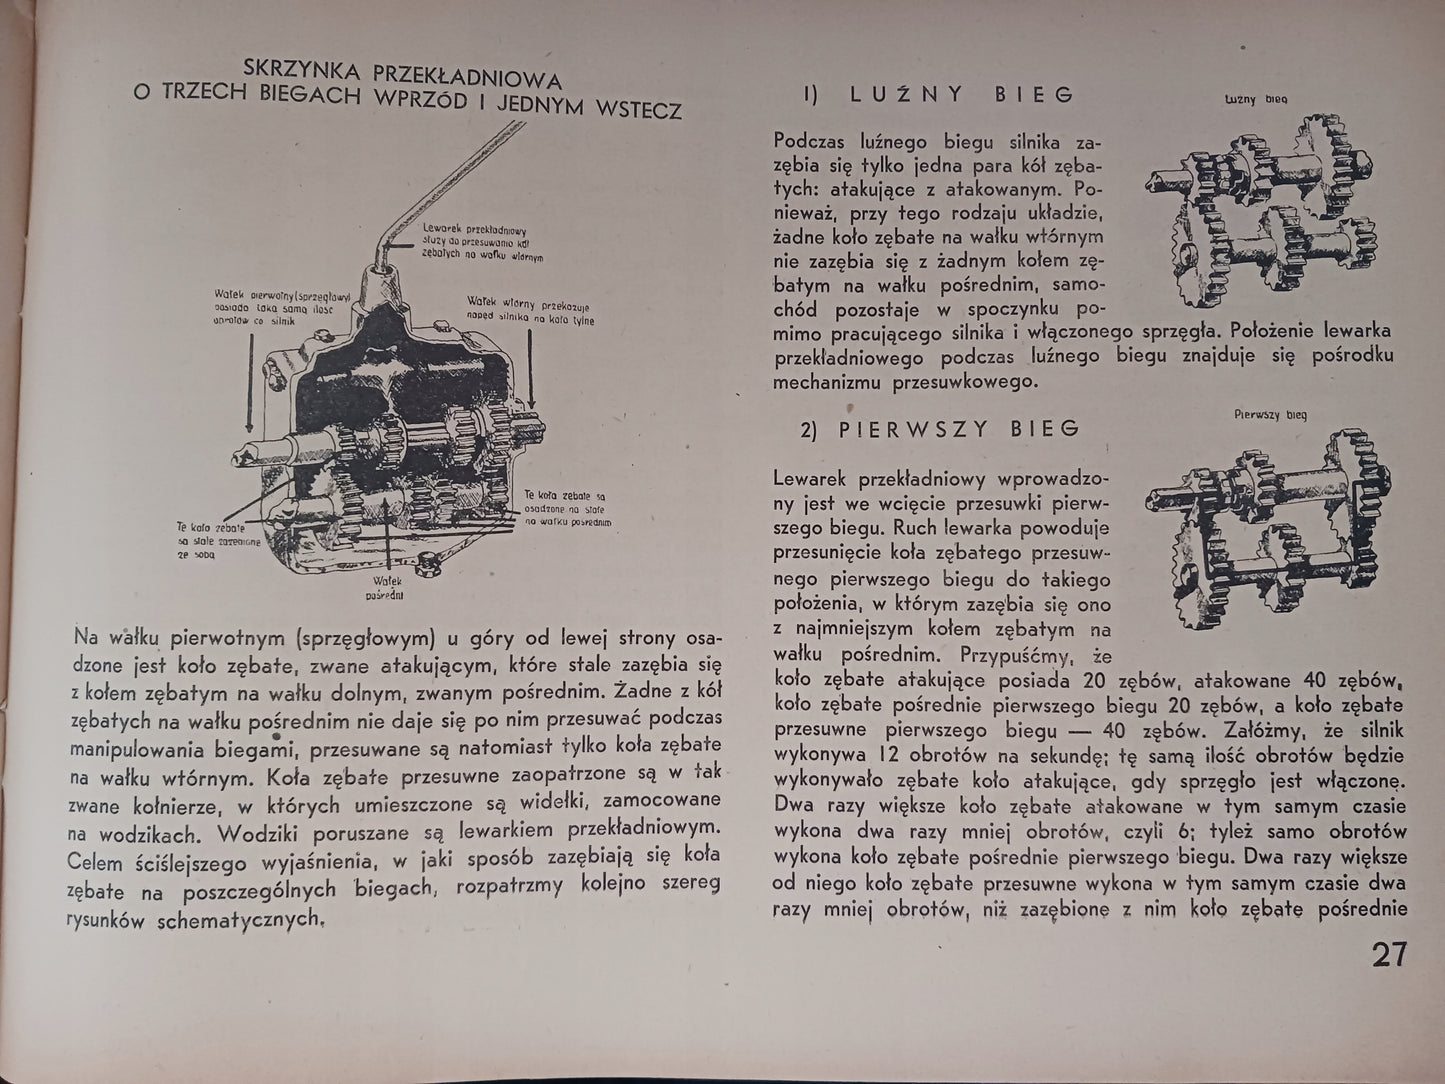 SKRZYNKA PRZEKŁADNIOWA
O TRZECH BIEGACH WPRZÓD I JEDNYM WSTECZ
Lewarek przekładniowy
służy do przesuwania kół
zębatych na wałku wtórnym
Wałek pierwotny (sprzęgłowy)
posiada taką samą ilość
obrotów co silnik
Wałek wtórny przekazuje
napęd silnika na koła tylne
Te koła zębate są
osadzone na stałe
na wałku pośrednim
Te koła zębate
są stale zazębione
ze sobą
Wałek
pośredni
Na wałku pierwotnym (sprzęgłowym) u góry od lewej strony osa-
dzone jest koło zębate, zwane atakującym, które stale zazębia się
z kołem zębatym na wałku dolnym, zwanym pośrednim. Żadne z kół
zębatych na wałku pośrednim nie daje się po nim przesuwać podczas
manipulowania biegami, przesuwane są natomiast tylko koła zębate
na wałku wtórnym. Koła zębate przesuwne zaopatrzone są w tak
zwane kołnierze, w których umieszczone są widełki, zamocowane
na wodzikach. Wodziki poruszane są lewarkiem przekładniowym.
Celem ściślejszego wyjaśnienia, w jaki sposób zazębiają się koła
zębate na poszczególnych biegach, rozpatrzmy kolejno szereg
rysunków schematycznych.
1) LUŹNY BIEG
Luźny bieg
Podczas luźnego biegu silnika za-
zębia się tylko jedna para kół zęba-
tych: atakujące z atakowanym. Po-
nieważ, przy tego rodzaju układzie,
żadne koło zębate na wałku wtórnym
nie zazębia się z żadnym kołem zę-
batym na wałku pośrednim, samo-
chód pozostaje w spoczynku po-
mimo pracującego silnika i włączonego sprzęgła. Położenie lewarka
przekładniowego podczas luźnego biegu znajduje się pośrodku
mechanizmu przesuwkowego.
2) PIERWSZY BIEG
Pierwszy bieg
Lewarek przekładniowy wprowadzo-
ny jest we wcięcie przesuwki pierw-
szego biegu. Ruch lewarka powoduje
przesunięcie koła zębatego przesuw-
nego pierwszego biegu do takiego
położenia, w którym zazębia się ono
z najmniejszym kołem zębatym na
wałku pośrednim. Przypuśćmy, że
koło zębate atakujące posiada 20 zębów, atakowane 40 zębów,
koło zębate pośrednie pierwszego biegu 20 zębów, a koło zębate
przesuwne pierwszego biegu — 40 zębów. Załóżmy, że silnik
wykonywa 12 obrotów na sekundę; tę samą ilość obrotów będzie
wykonywało zębate koło atakujące, gdy sprzęgło jest włączone.
Dwa razy większe koło zębate atakowane w tym samym czasie
wykona dwa razy mniej obrotów, czyli 6; tyleż samo obrotów
wykona koło zębate pośrednie pierwszego biegu. Dwa razy większe
od niego koło zębate przesuwne wykona w tym samym czasie dwa
razy mniej obrotów, niż zazębione z nim koło zębate pośrednie
27